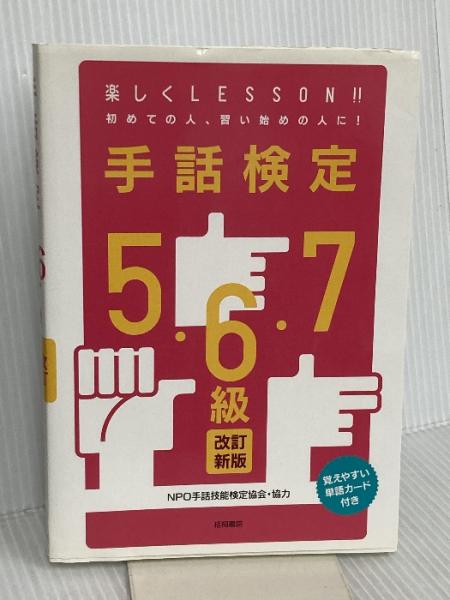 楽しくLESSON!!
初めての人、習い始めの人に！
手話検定
5・6・7
級
改訂
新版
覚えやすい
単語カード
付き
NPO手話技能検定協会・協力